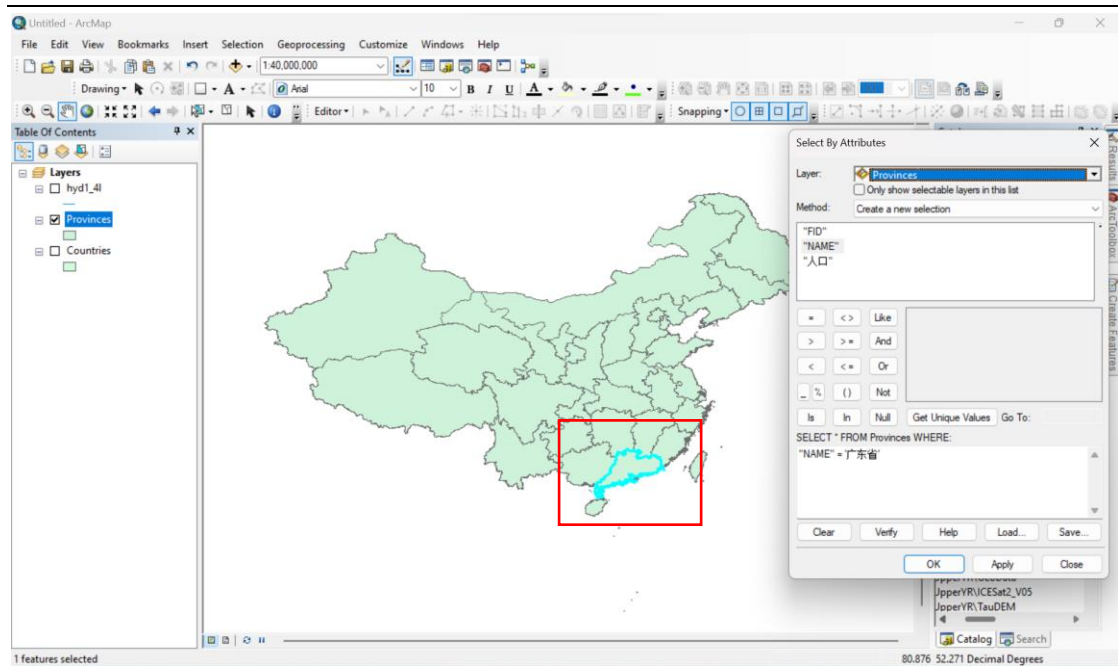 Untitled - ArcMap
File Edit View Bookmarks Insert Selection Geoprocessing Customize Windows Help
1:40,000,000
Drawing A Arial 10 B I U A
Editor Snapping
Table Of Contents
Layers
hyd1_4l
Provinces
Countries
Select By Attributes
Layer: Provinces
Only show selectable layers in this list
Method: Create a new selection
"FID"
"NAME"
"人口"
= <> Like
> >= And
< <= Or
_ % () Not
Is In Null Get Unique Values Go To:
SELECT * FROM Provinces WHERE:
"NAME" = '广东省'
Clear Verify Help Load... Save...
OK Apply Close
Results
ArcToolbox
Create Features
JpperYR\ICESat2_V05
JpperYR\TauDEM
Catalog Search
1 features selected
80.876 52.271 Decimal Degrees